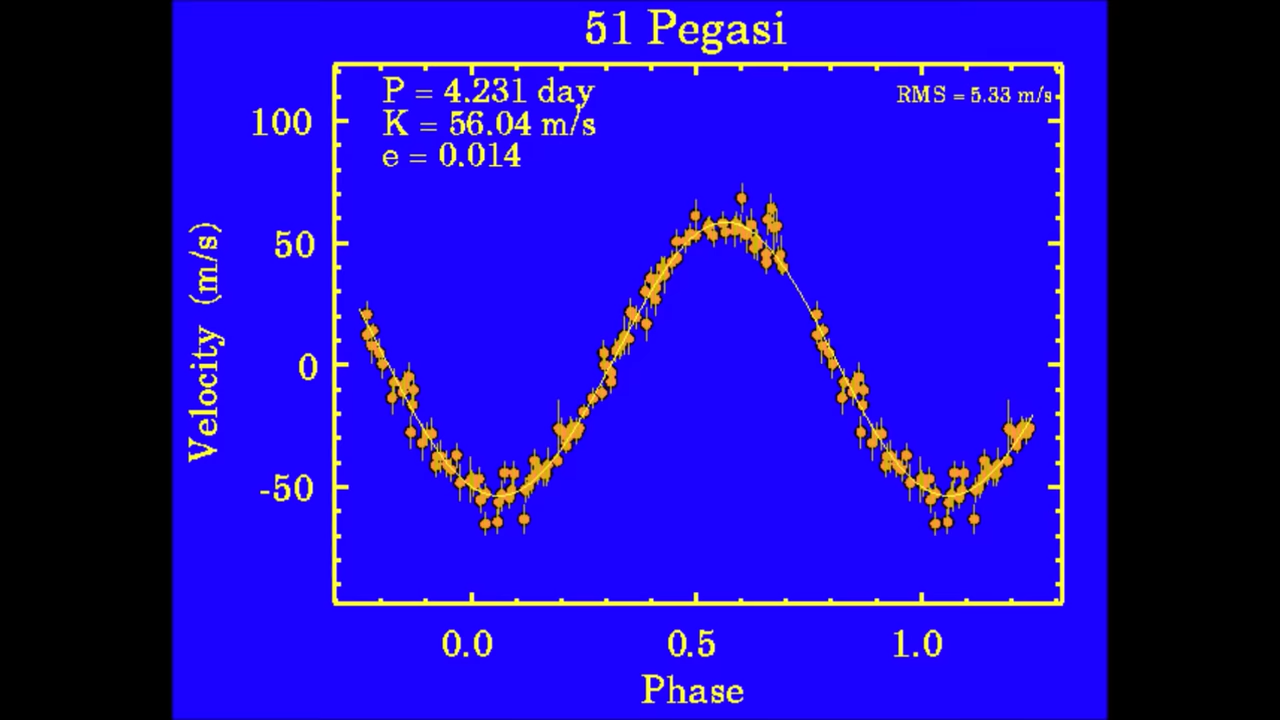 51 Pegasi
P = 4.231 day
K = 56.04 m/s
e = 0.014
RMS = 5.33 m/s
100
50
0
-50
Velocity (m/s)
0.0 0.5 1.0
Phase